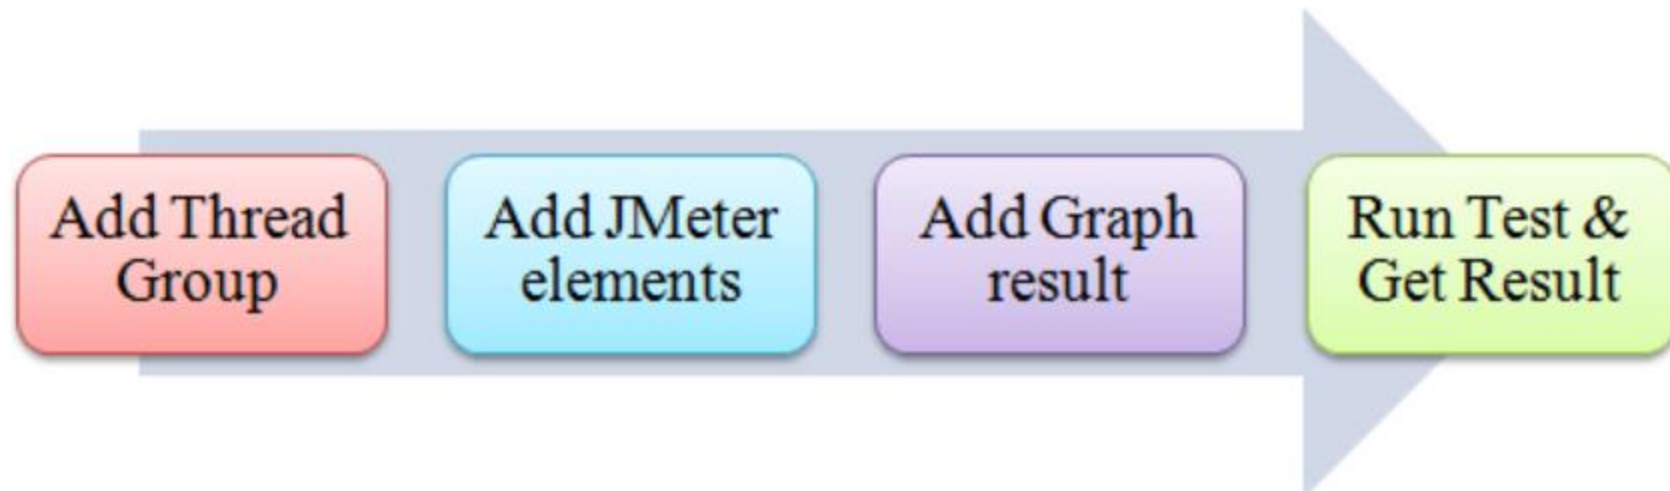 Add Thread
Group
Add JMeter
elements
Add Graph
result
Run Test &
Get Result